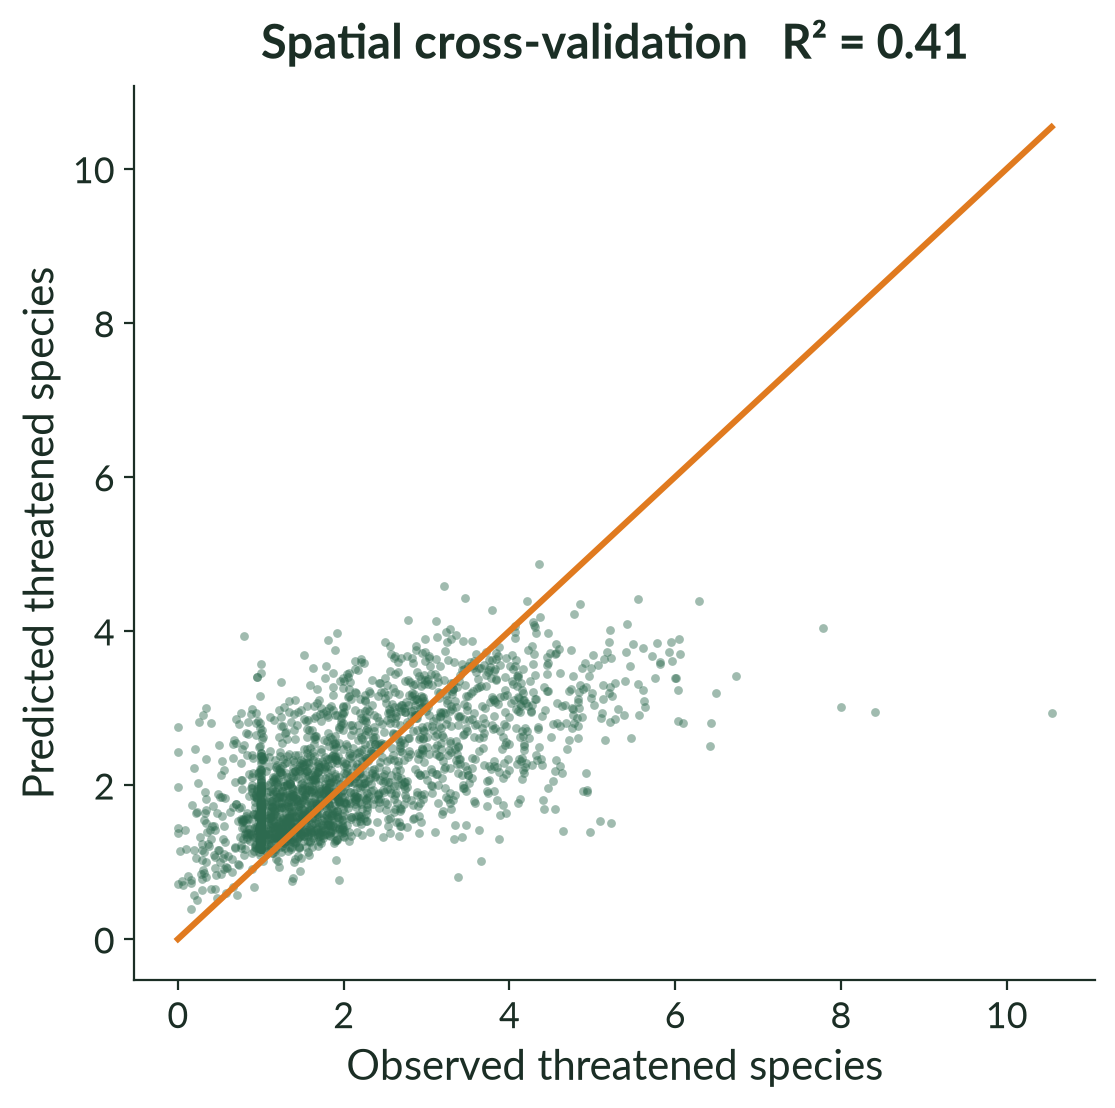 Spatial cross-validation R² = 0.41
Predicted threatened species
10
8
6
4
2
0
0 2 4 6 8 10
Observed threatened species